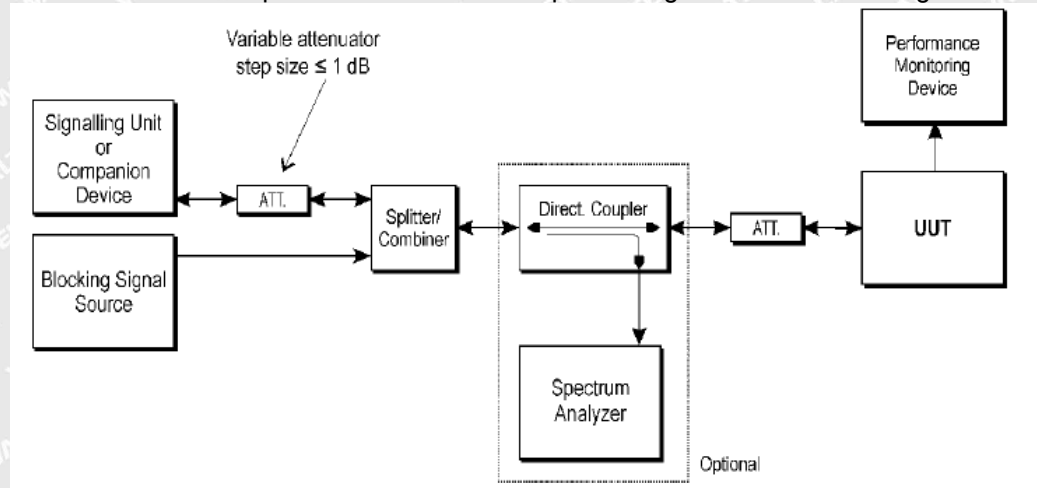 Variable attenuator
step size ≤ 1 dB
Performance
Monitoring
Device
Signalling Unit
or
Companion
Device
ATT.
Splitter/
Combiner
Direct. Coupler
ATT.
UUT
Blocking Signal
Source
Spectrum
Analyzer
Optional